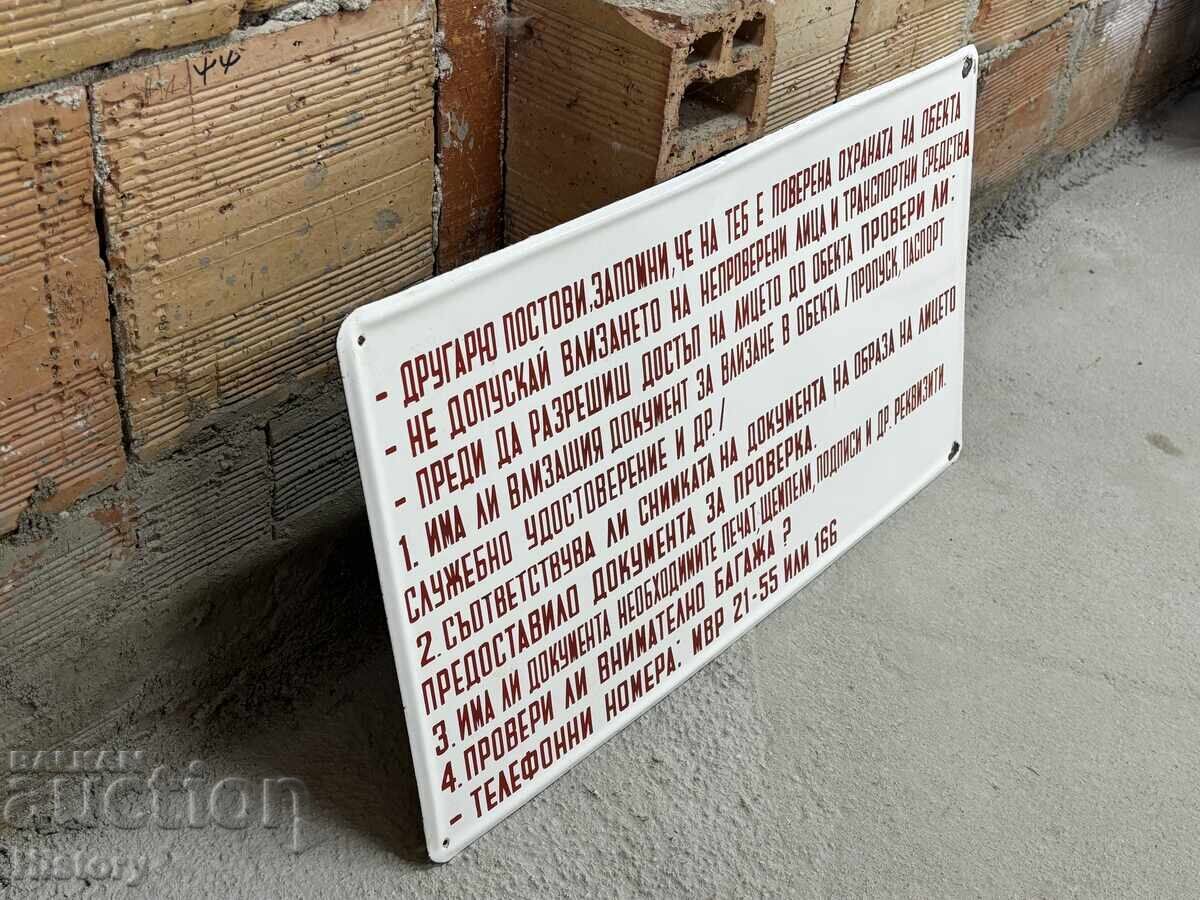 - ДРУГАРЮ ПОСТОВИ, ЗАПОМНИ, ЧЕ НА ТЕБ Е ПОВЕРЕНА ОХРАНАТА НА ОБЕКТА
- НЕ ДОПУСКАЙ ВЛИЗАНЕТО НА НЕПРОВЕРЕНИ ЛИЦА И ТРАНСПОРТНИ СРЕДСТВА
- ПРЕДИ ДА РАЗРЕШИШ ДОСТЪП НА ЛИЦЕТО ДО ОБЕКТА ПРОВЕРИ ЛИ:
1. ИМА ЛИ ВЛИЗАЩИЯ ДОКУМЕНТ ЗА ВЛИЗАНЕ В ОБЕКТА /ПРОПУСК, ПАСПОРТ
СЛУЖЕБНО УДОСТОВЕРЕНИЕ И ДР./
2. СЪОТВЕТСТВУВА ЛИ СНИМКАТА НА ДОКУМЕНТА НА ОБРАЗА НА ЛИЦЕТО
ПРЕДОСТАВИЛО ДОКУМЕНТА ЗА ПРОВЕРКА.
3. ИМА ЛИ ДОКУМЕНТА НЕОБХОДИМИТЕ ПЕЧАТ, ЩЕМПЕЛИ, ПОДПИСИ И ДР. РЕКВИЗИТИ.
4. ПРОВЕРИ ЛИ ВНИМАТЕЛНО БАГАЖА ?
- ТЕЛЕФОННИ НОМЕРА: МВР 21-55 ИЛИ 166
BALKAN
auction
History